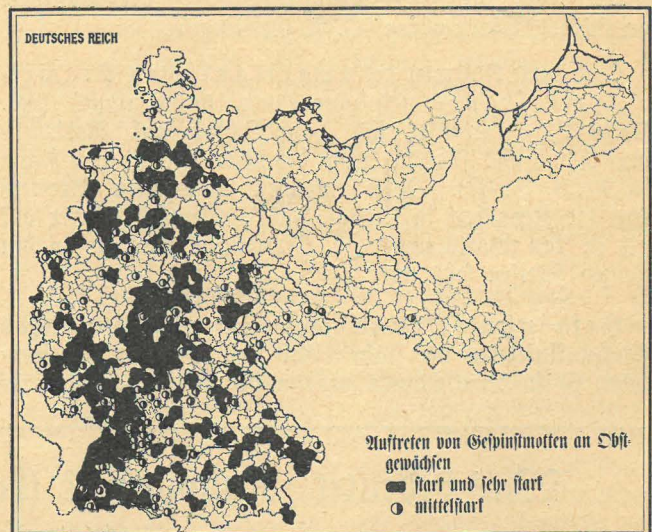 DEUTSCHES REICH
Auftreten von Gespinstmotten an Obst-
gewächsen
stark und sehr stark
mittelstark